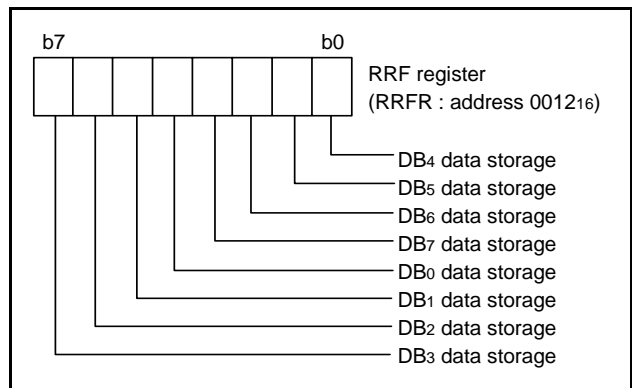 b7 b0
RRF register
(RRFR : address 0012₁₆)
DB₄ data storage
DB₅ data storage
DB₆ data storage
DB₇ data storage
DB₀ data storage
DB₁ data storage
DB₂ data storage
DB₃ data storage